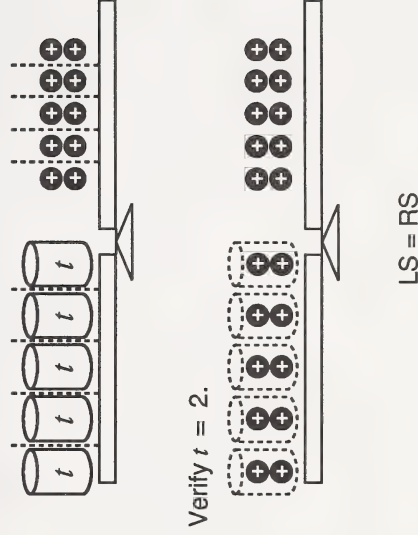 t t t t t
+ + + + + + + + + +
Verify t = 2.
+ + + + + + + + + +
+ + + + + + + + + +
LS = RS